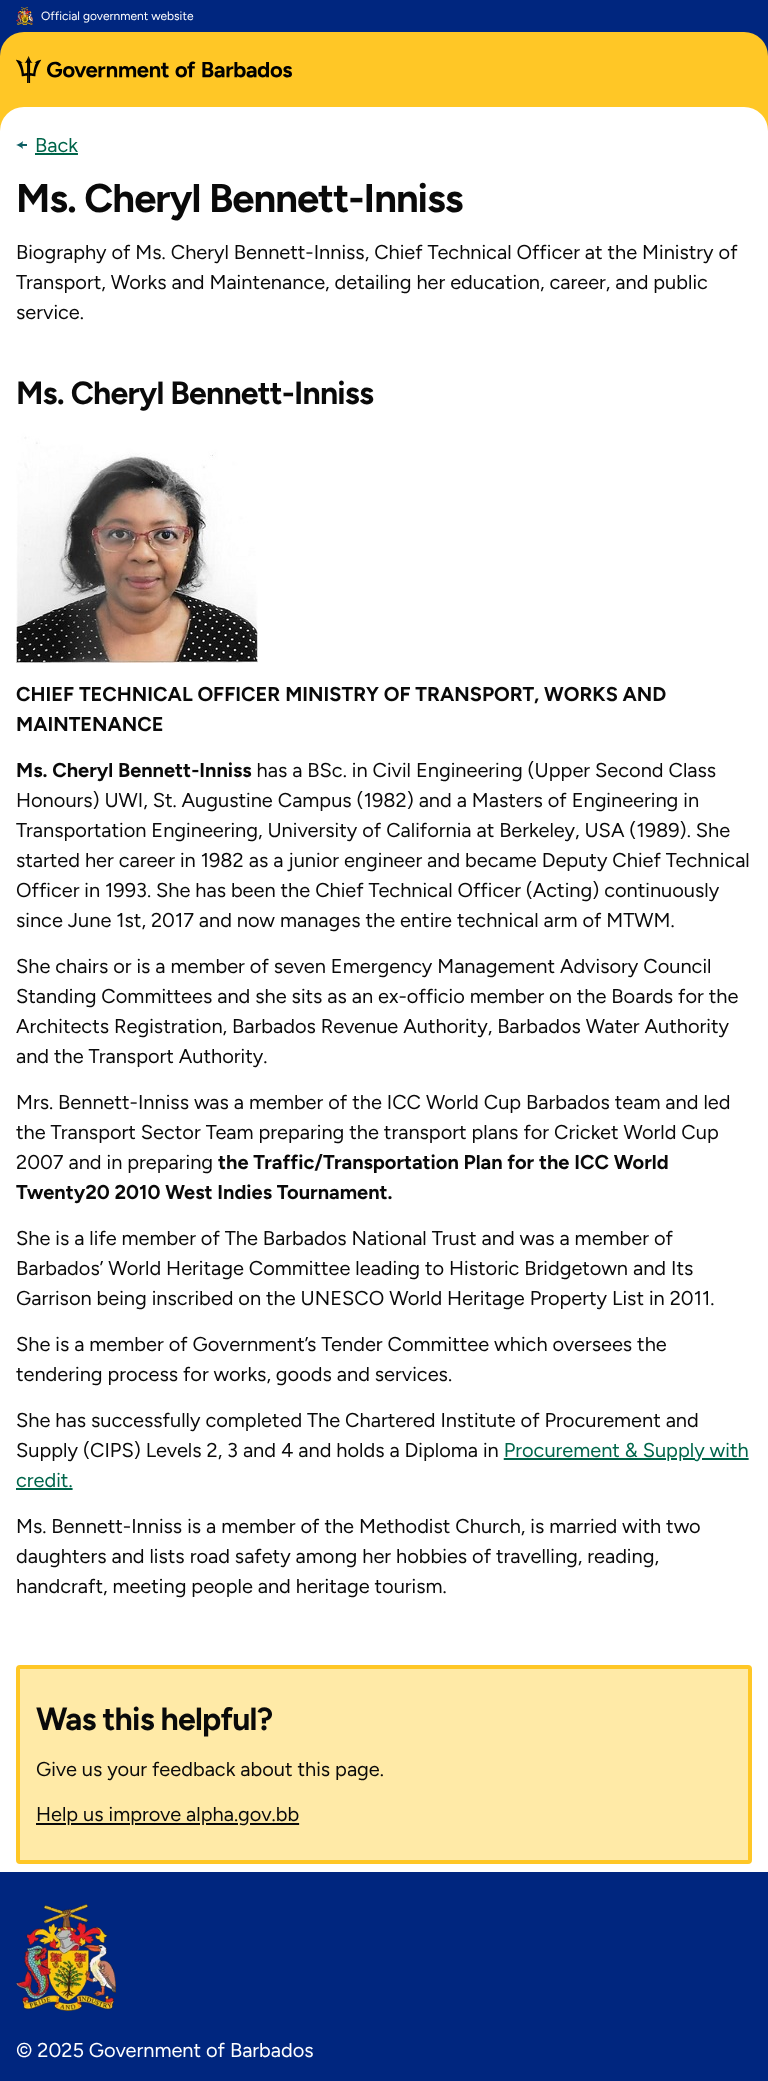 Official government website
Government of Barbados
← Back
Ms. Cheryl Bennett-Inniss
Biography of Ms. Cheryl Bennett-Inniss, Chief Technical Officer at the Ministry of
Transport, Works and Maintenance, detailing her education, career, and public
service.
Ms. Cheryl Bennett-Inniss
CHIEF TECHNICAL OFFICER MINISTRY OF TRANSPORT, WORKS AND
MAINTENANCE
Ms. Cheryl Bennett-Inniss has a BSc. in Civil Engineering (Upper Second Class
Honours) UWI, St. Augustine Campus (1982) and a Masters of Engineering in
Transportation Engineering, University of California at Berkeley, USA (1989). She
started her career in 1982 as a junior engineer and became Deputy Chief Technical
Officer in 1993. She has been the Chief Technical Officer (Acting) continuously
since June 1st, 2017 and now manages the entire technical arm of MTWM.
She chairs or is a member of seven Emergency Management Advisory Council
Standing Committees and she sits as an ex-officio member on the Boards for the
Architects Registration, Barbados Revenue Authority, Barbados Water Authority
and the Transport Authority.
Mrs. Bennett-Inniss was a member of the ICC World Cup Barbados team and led
the Transport Sector Team preparing the transport plans for Cricket World Cup
2007 and in preparing the Traffic/Transportation Plan for the ICC World
Twenty20 2010 West Indies Tournament.
She is a life member of The Barbados National Trust and was a member of
Barbados’ World Heritage Committee leading to Historic Bridgetown and Its
Garrison being inscribed on the UNESCO World Heritage Property List in 2011.
She is a member of Government’s Tender Committee which oversees the
tendering process for works, goods and services.
She has successfully completed The Chartered Institute of Procurement and
Supply (CIPS) Levels 2, 3 and 4 and holds a Diploma in Procurement & Supply with
credit.
Ms. Bennett-Inniss is a member of the Methodist Church, is married with two
daughters and lists road safety among her hobbies of travelling, reading,
handcraft, meeting people and heritage tourism.
Was this helpful?
Give us your feedback about this page.
Help us improve alpha.gov.bb
PRIDE AND INDUSTRY
© 2025 Government of Barbados